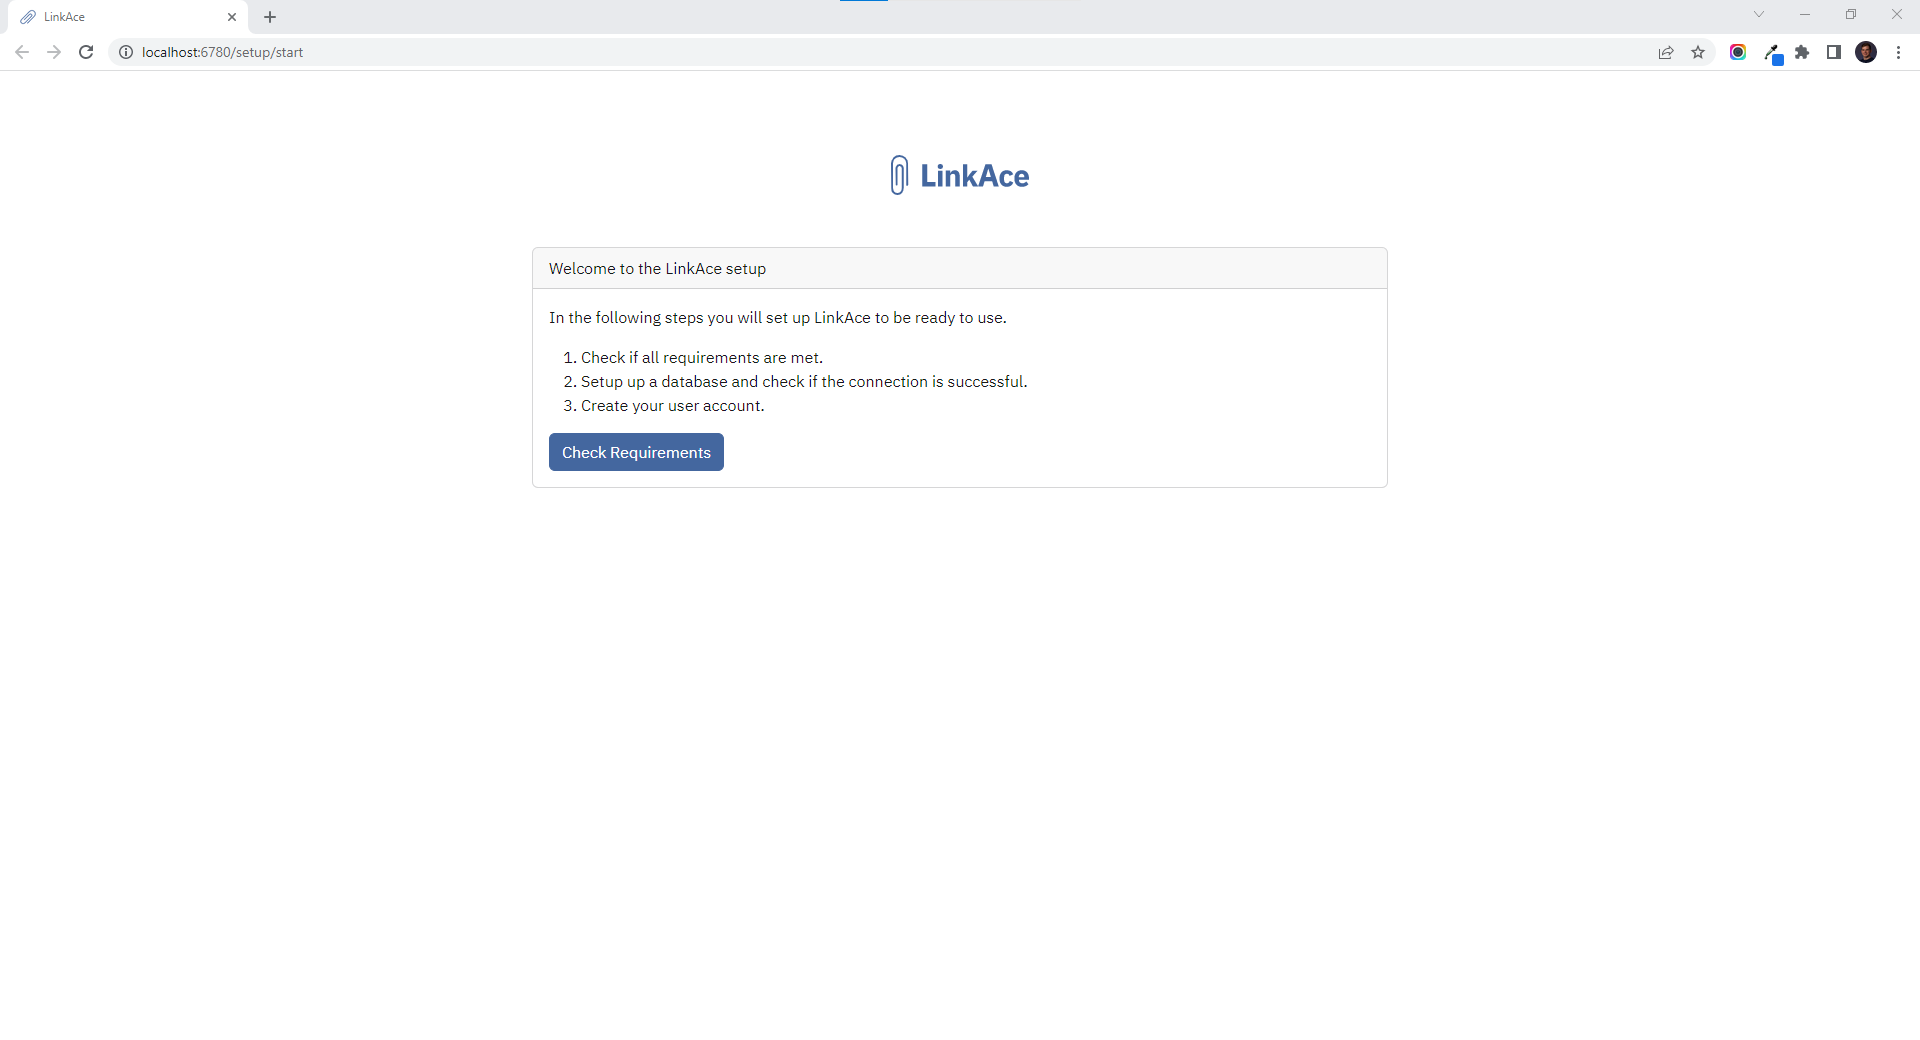 LinkAce
localhost:6780/setup/start
LinkAce
Welcome to the LinkAce setup
In the following steps you will set up LinkAce to be ready to use.
1. Check if all requirements are met.
2. Setup up a database and check if the connection is successful.
3. Create your user account.
Check Requirements